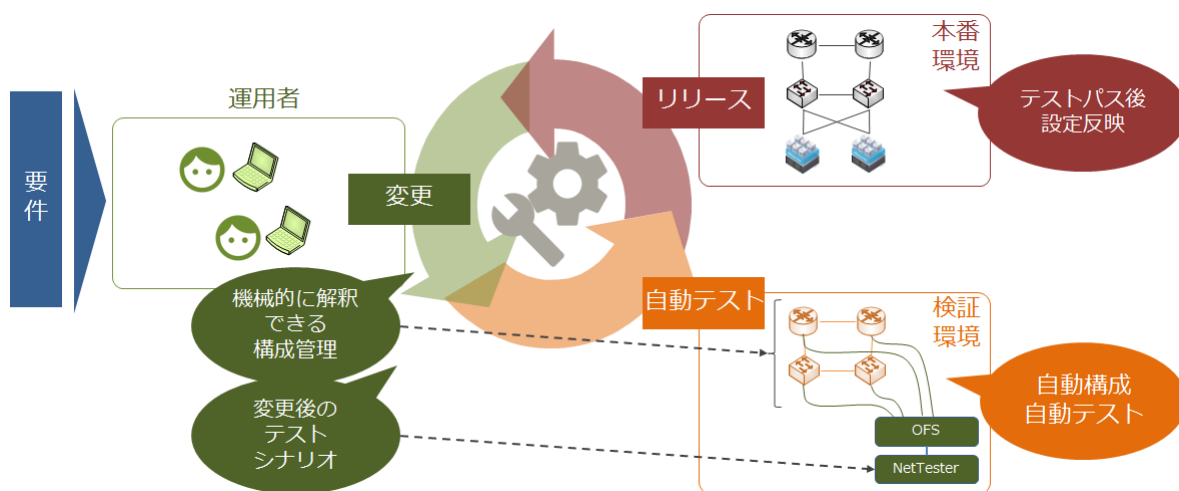 要
件
運用者
変更
機械的に解釈
できる
構成管理
変更後の
テスト
シナリオ
リリース
本番
環境
テストパス後
設定反映
自動テスト
検証
環境
自動構成
自動テスト
OFS
NetTester